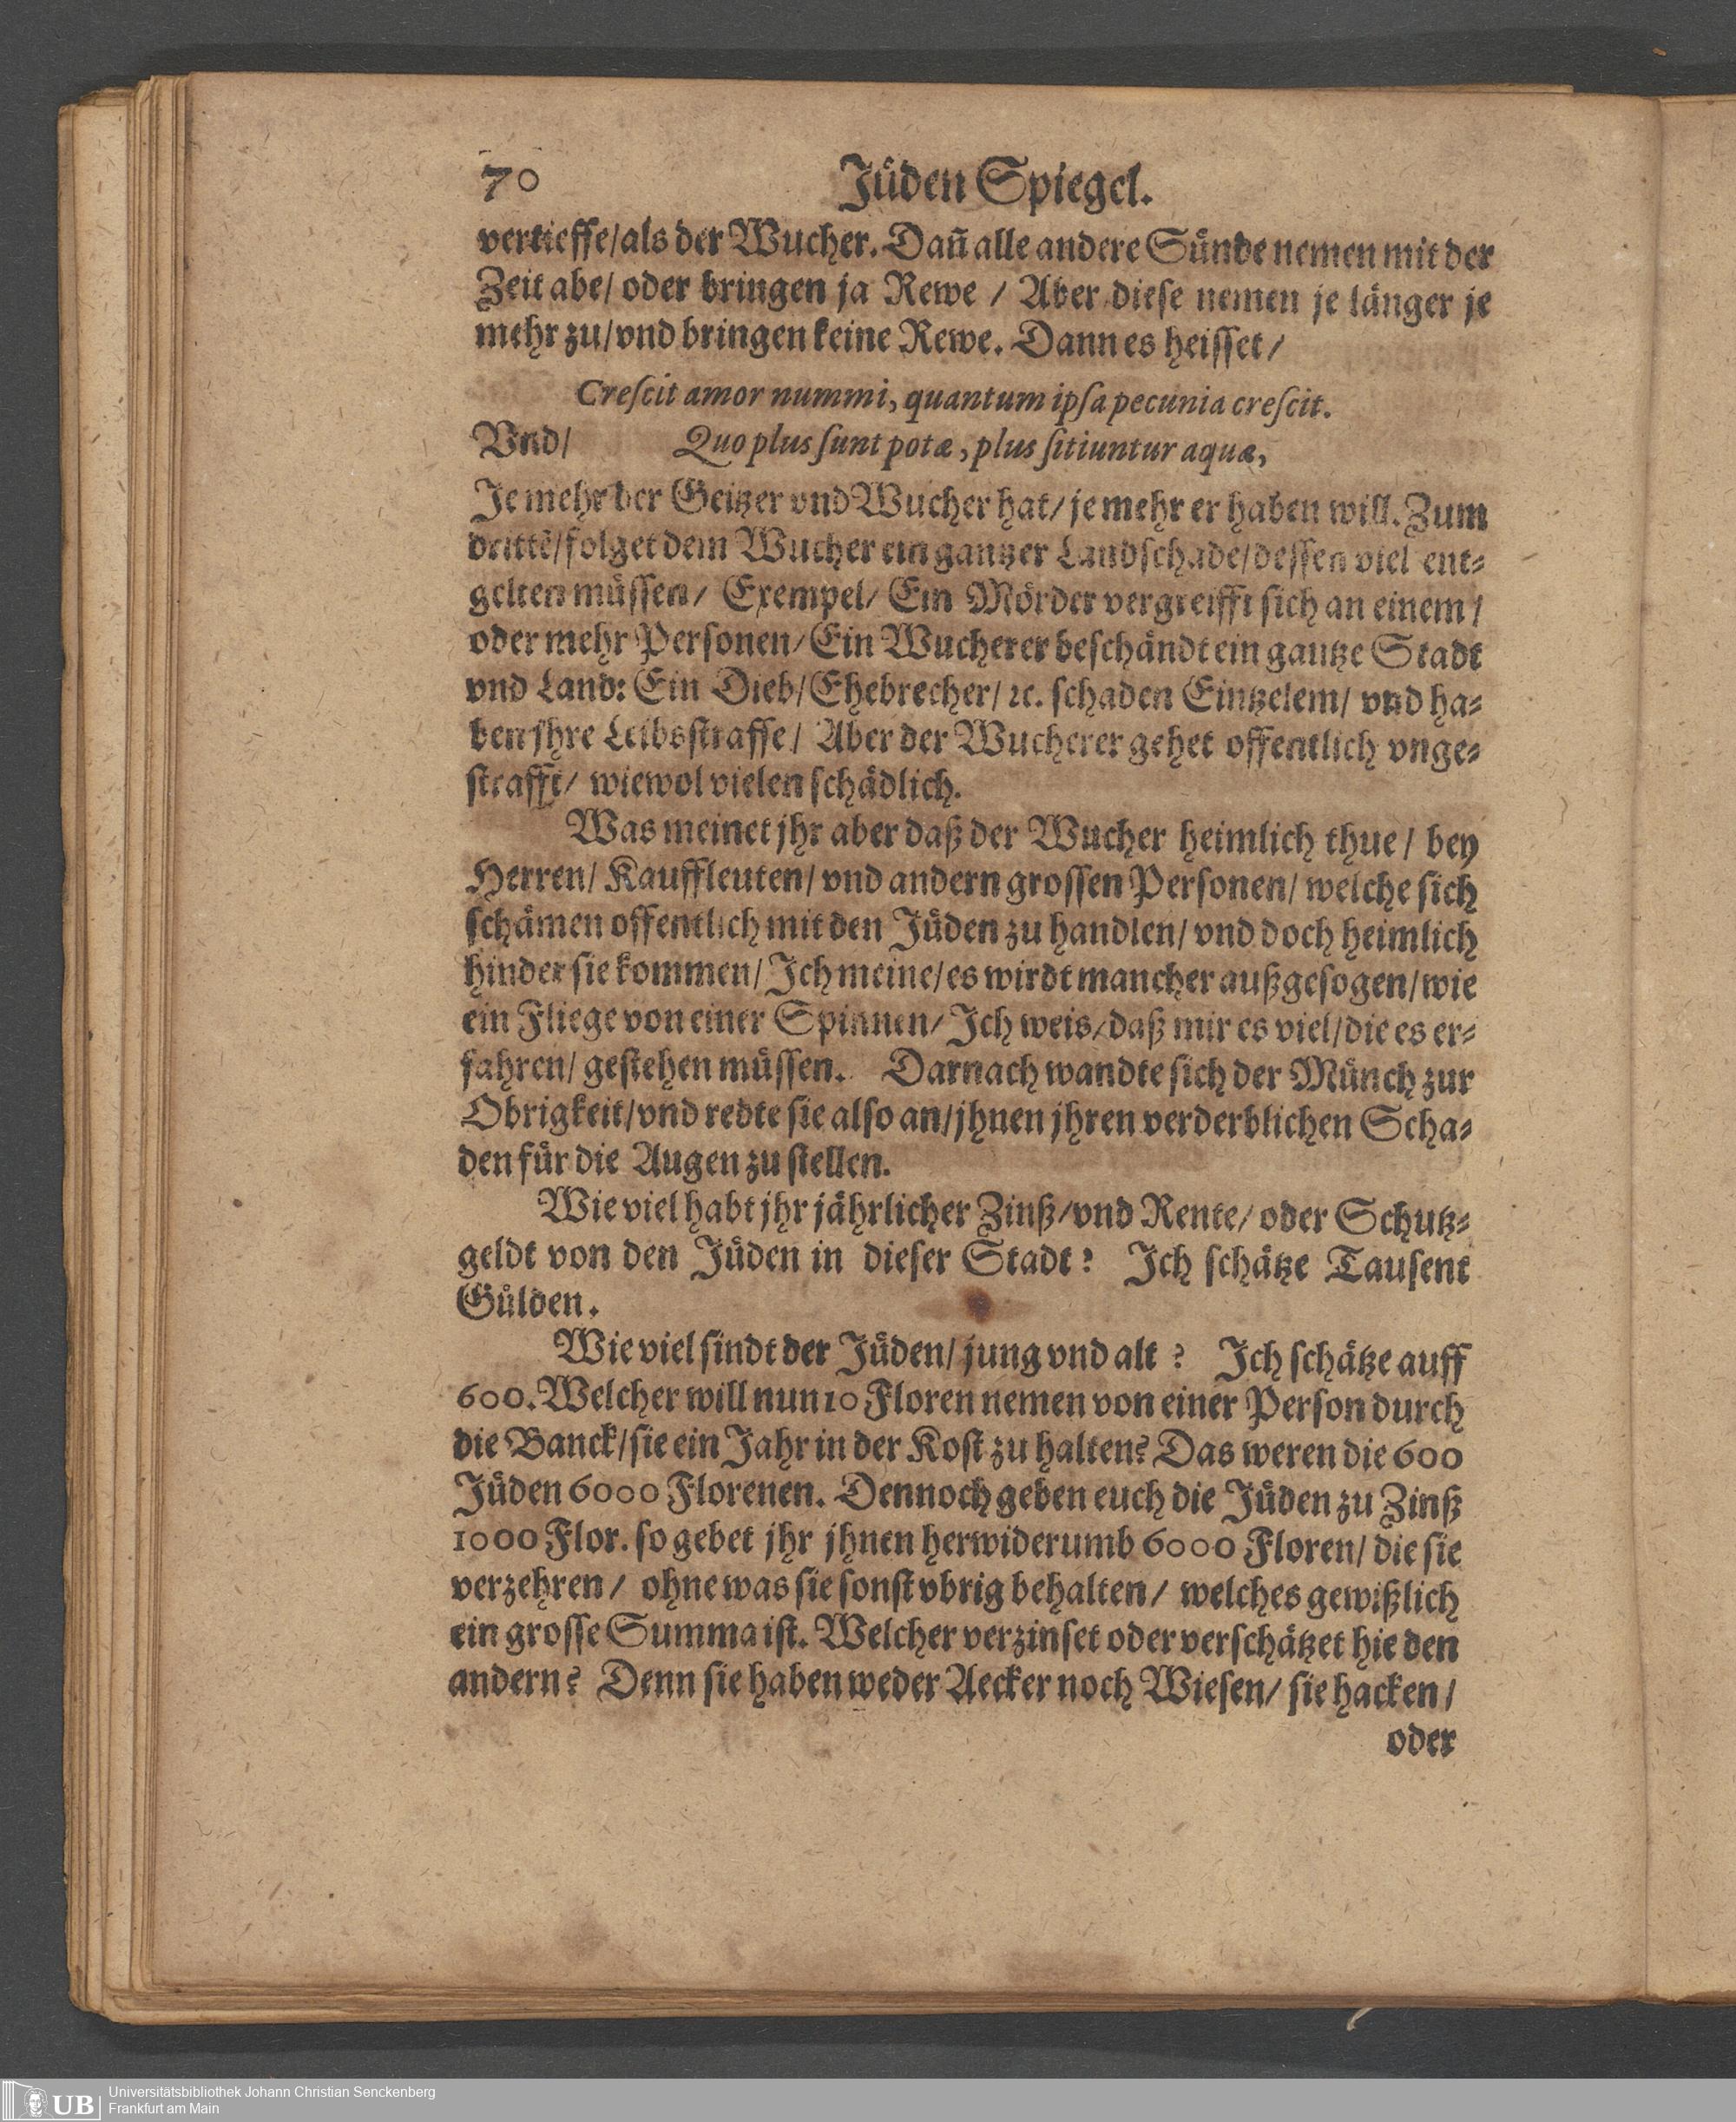 70 Jüden Spiegel.
vertieffe/als der Wucher. Dañ alle andere Sünde nemen mit der
Zeit abe/ oder bringen ja Rewe / Aber diese nemen je länger je
mehr zu/vnd bringen keine Rewe. Dann es heisset/
Crescit amor nummi, quantum ipsa pecunia crescit.
Vnd/ Quo plus sunt potæ, plus sitiuntur aquæ,
Je mehr der Geitzer vnd Wucher hat/ je mehr er haben will. Zum
drittē/folget dem Wucher ein gantzer Landschade/dessen viel ent-
gelten müssen/ Exempel/ Ein Mörder vergreifft sich an einem/
oder mehr Personen/Ein Wucherer beschändt ein gantze Stadt
vnd Land: Ein Dieb/Ehebrecher/ ꝛc. schaden Eintzelem/ vnd ha-
ben jhre Leibsstraffe/ Aber der Wucherer gehet offentlich vnge-
strafft/ wiewol vielen schädlich.
Was meinet jhr aber daß der Wucher heimlich thue/ bey
Herren/ Kauffleuten/ vnd andern grossen Personen/ welche sich
schämen offentlich mit den Jüden zu handlen/ vnd doch heimlich
hinder sie kommen/ Ich meine/es wirdt mancher außgesogen/wie
ein Fliege von einer Spinnen/ Ich weis/daß mir es viel/die es er-
fahren/ gestehen müssen. Darnach wandte sich der Münch zur
Obrigkeit/vnd redte sie also an/jhnen jhren verderblichen Scha-
den für die Augen zu stellen.
Wie viel habt jhr jährlicher Zinß/vnd Rente/ oder Schutz-
geldt von den Jüden in dieser Stadt? Ich schätze Tausent
Gülden.
Wie viel sindt der Jüden/ jung vnd alt? Ich schätze auff
600. Welcher will nun 10 Floren nemen von einer Person durch
die Banck/sie ein Jahr in der Kost zu halten? Das weren die 600
Jüden 6000 Florenen. Dennoch geben euch die Jüden zu Zinß
1000 Flor. so gebet jhr jhnen herwiderumb 6000 Floren/ die sie
verzehren/ ohne was sie sonst vbrig behalten/ welches gewißlich
ein grosse Summa ist. Welcher verzinset oder verschätzet hie den
andern? Denn sie haben weder Aecker noch Wiesen/ sie hacken/
oder
UB
Universitätsbibliothek Johann Christian Senckenberg
Frankfurt am Main